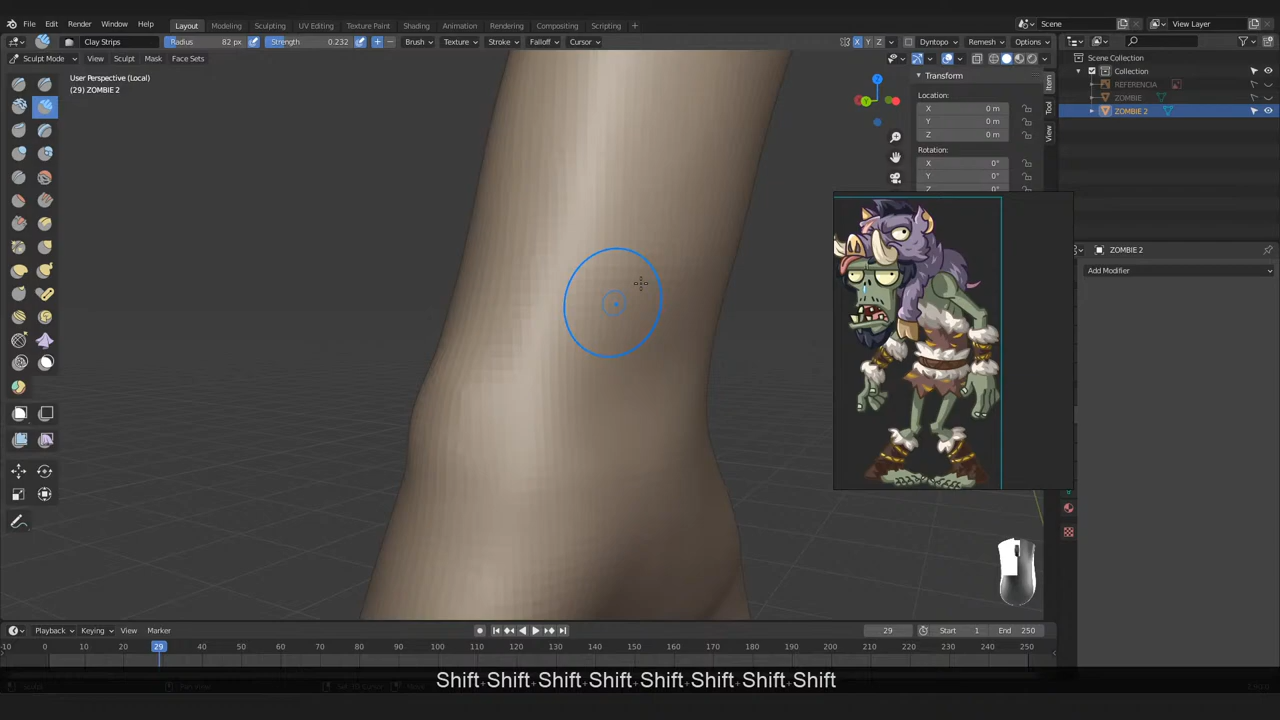 File Edit Render Window Help Layout Modeling Sculpting UV Editing Texture Paint Shading Animation Rendering Compositing Scripting + Scene View Layer
Clay Strips Radius 82 px Strength 0.232 Brush Texture Stroke Falloff Cursor X Y Z Dyntopo Remesh Options
Sculpt Mode View Sculpt Mask Face Sets
User Perspective (Local)
(29) ZOMBIE 2
Z
Y
Transform
Location:
X 0 m
Y 0 m
Z 0 m
Rotation:
X 0°
Y 0°
Z 0°
Item
Tool
View
Scene Collection
Collection
REFERENCIA
ZOMBIE
ZOMBIE 2
ZOMBIE 2
Add Modifier
Playback Keying View Marker 29 Start 1 End 250
-10 0 10 20 29 40 50 60 70 80 90 100 110 120 130 140 150 160 170 180 190 200 210 220 230 240 250
Shift+Shift+Shift+Shift+Shift+Shift+Shift+Shift